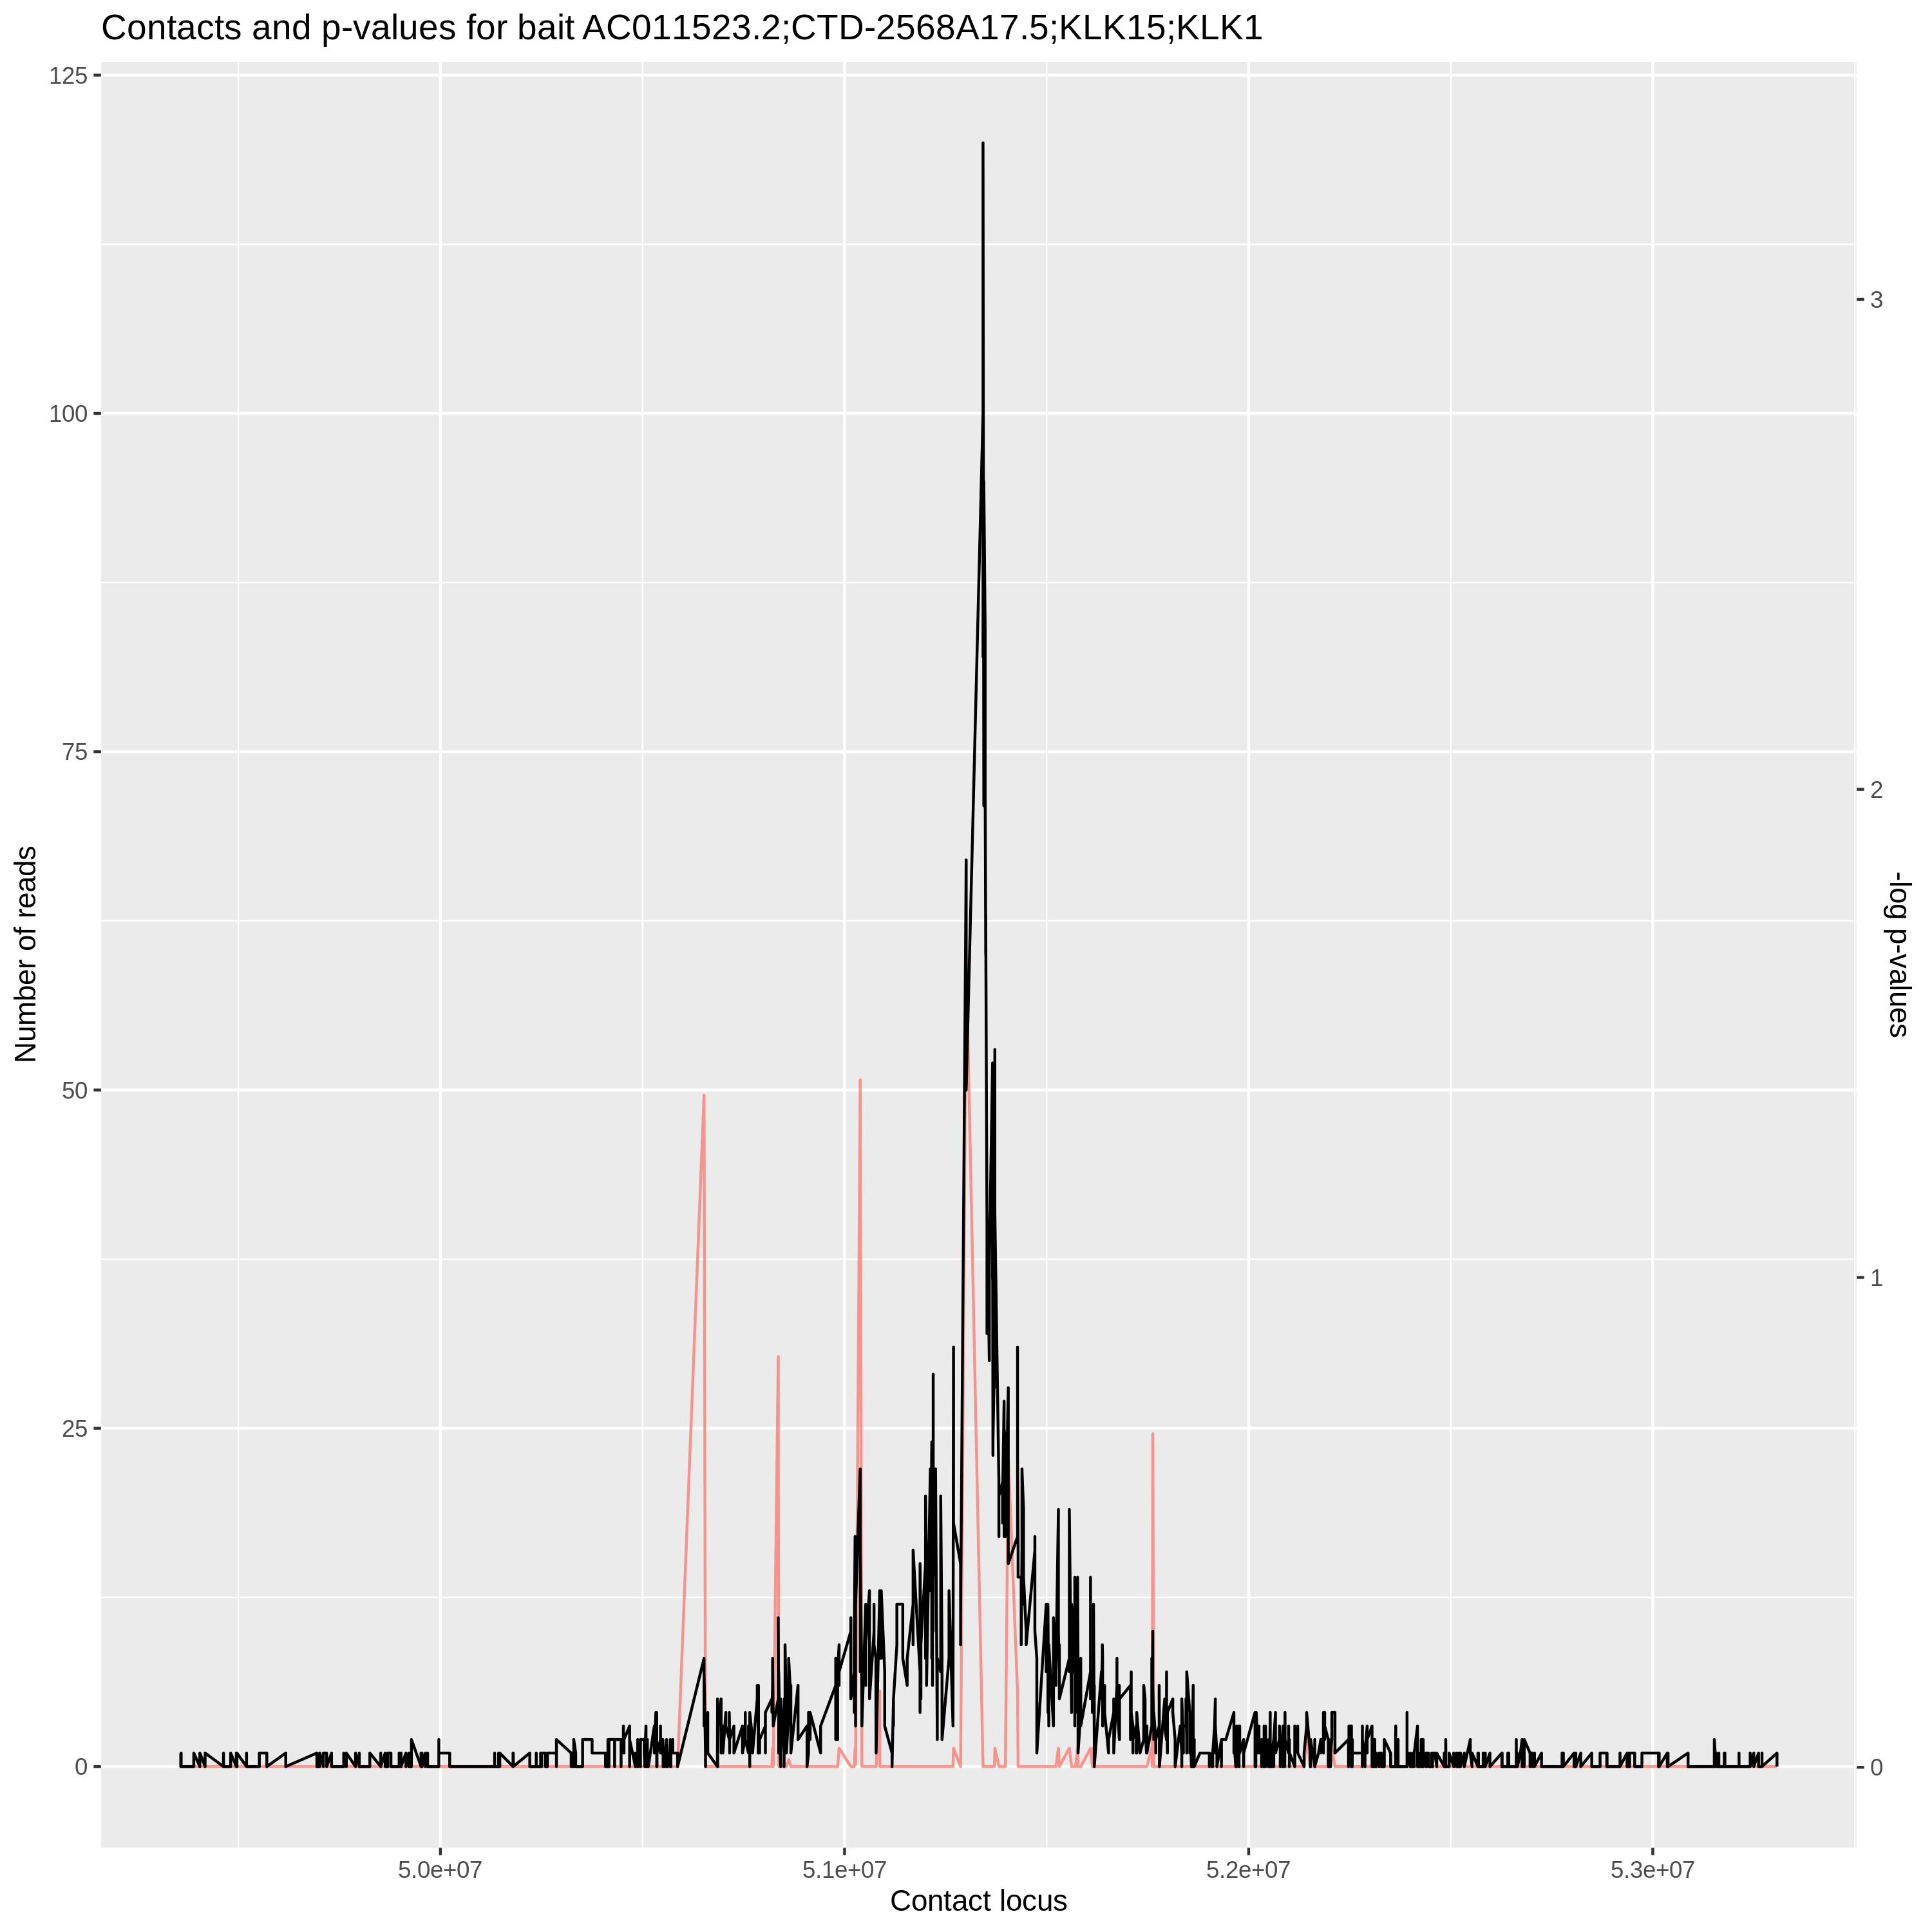 Contacts and p-values for bait AC011523.2;CTD-2568A17.5;KLK15;KLK1
125
100
75
50
25
0
Number of reads
3
2
1
0
-log p-values
5.0e+07
5.1e+07
5.2e+07
5.3e+07
Contact locus